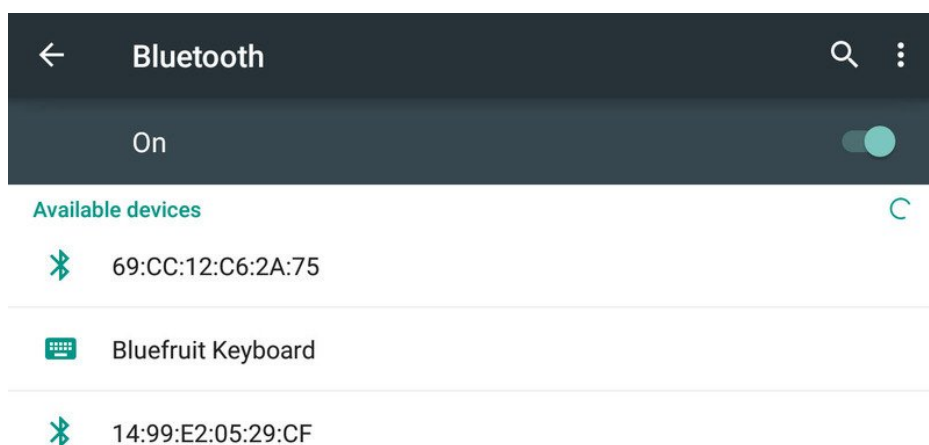 Bluetooth
On
Available devices
69:CC:12:C6:2A:75
Bluefruit Keyboard
14:99:E2:05:29:CF